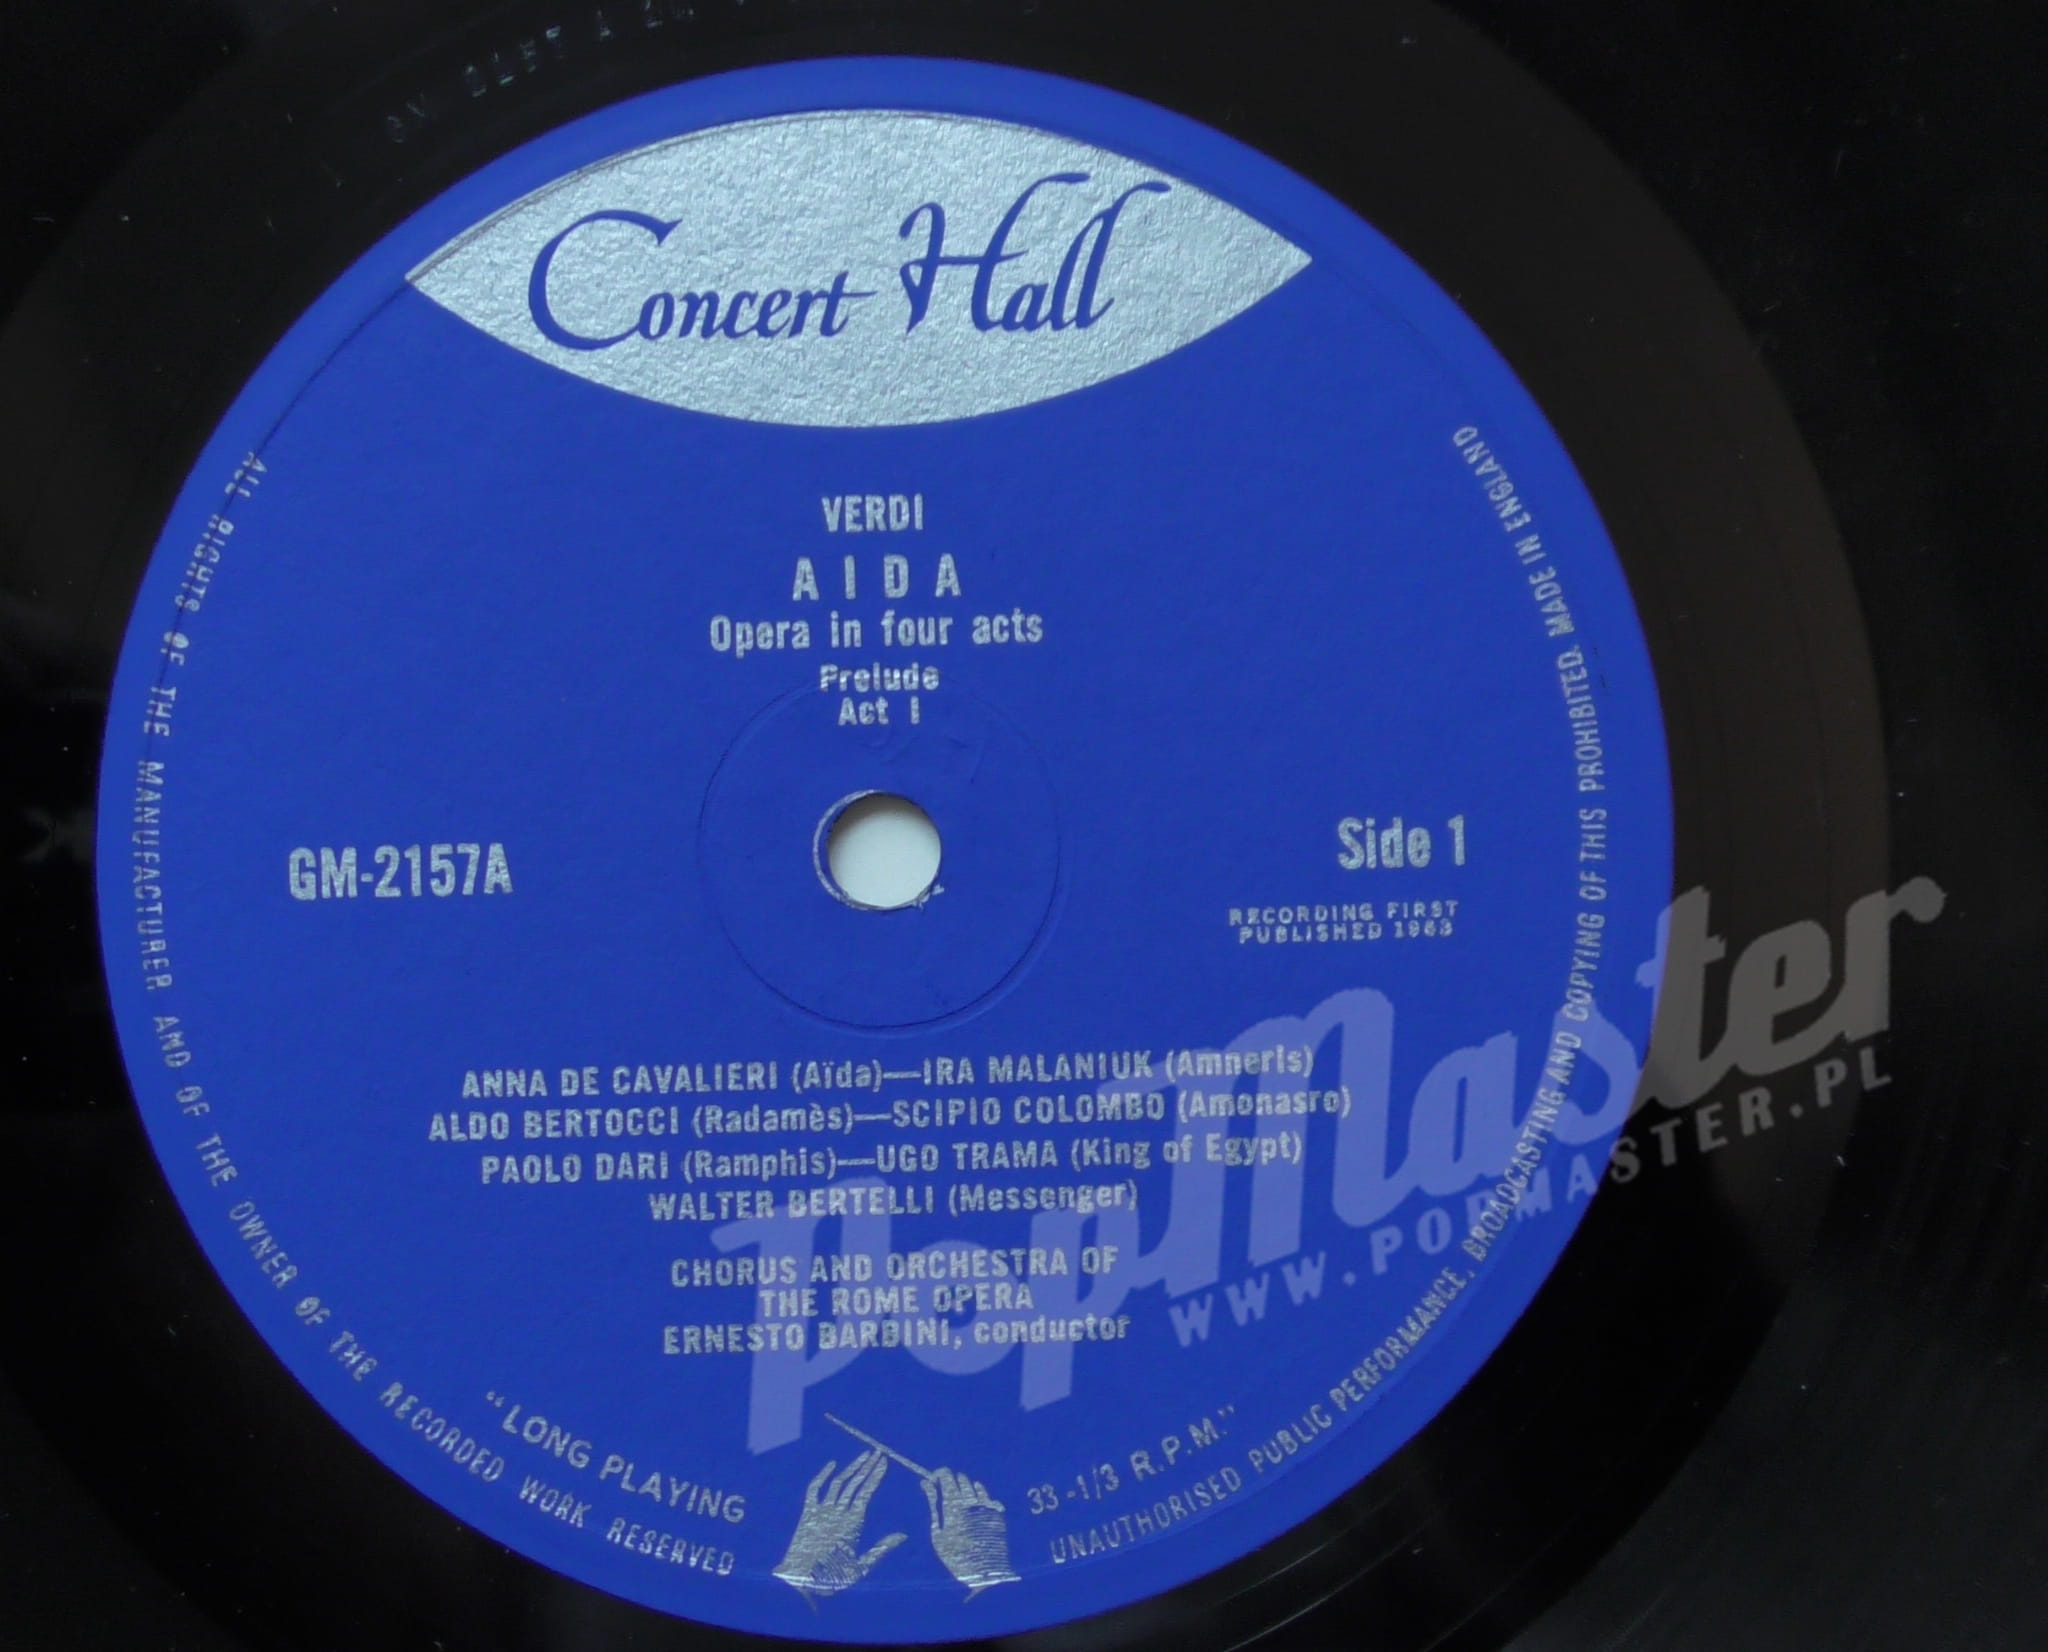 Concert Hall
VERDI
AIDA
Opera in four acts
Prelude
Act I
GM-2157A
Side 1
RECORDING FIRST
PUBLISHED 1963
ANNA DE CAVALIERI (Aïda)—IRA MALANIUK (Amneris)
ALDO BERTOCCI (Radamès)—SCIPIO COLOMBO (Amonasro)
PAOLO DARI (Ramphis)—UGO TRAMA (King of Egypt)
WALTER BERTELLI (Messenger)
CHORUS AND ORCHESTRA OF
THE ROME OPERA
ERNESTO BARBINI, conductor
"LONG PLAYING 33-1/3 R.P.M."
ALL RIGHTS OF THE MANUFACTURER AND OF THE OWNER OF THE RECORDED WORK RESERVED
UNAUTHORISED PUBLIC PERFORMANCE, BROADCASTING AND COPYING OF THIS PROHIBITED. MADE IN ENGLAND
PopMaster
WWW.POPMASTER.PL